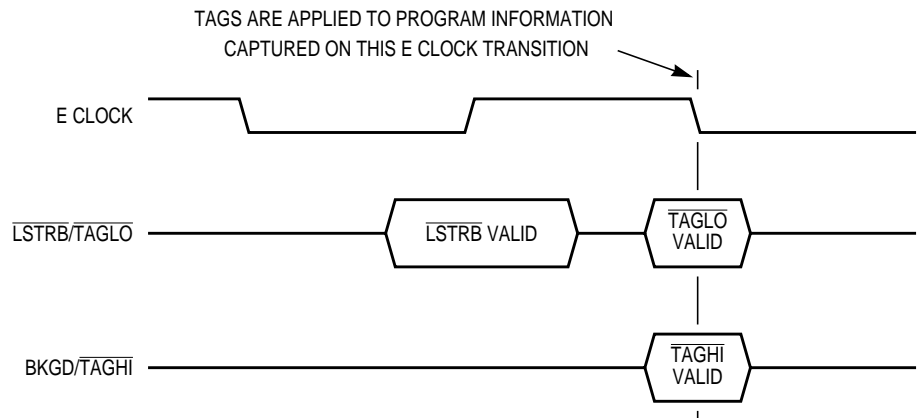 TAGS ARE APPLIED TO PROGRAM INFORMATION
CAPTURED ON THIS E CLOCK TRANSITION
E CLOCK
LSTRB/TAGLO
LSTRB VALID
TAGLO
VALID
BKGD/TAGHI
TAGHI
VALID